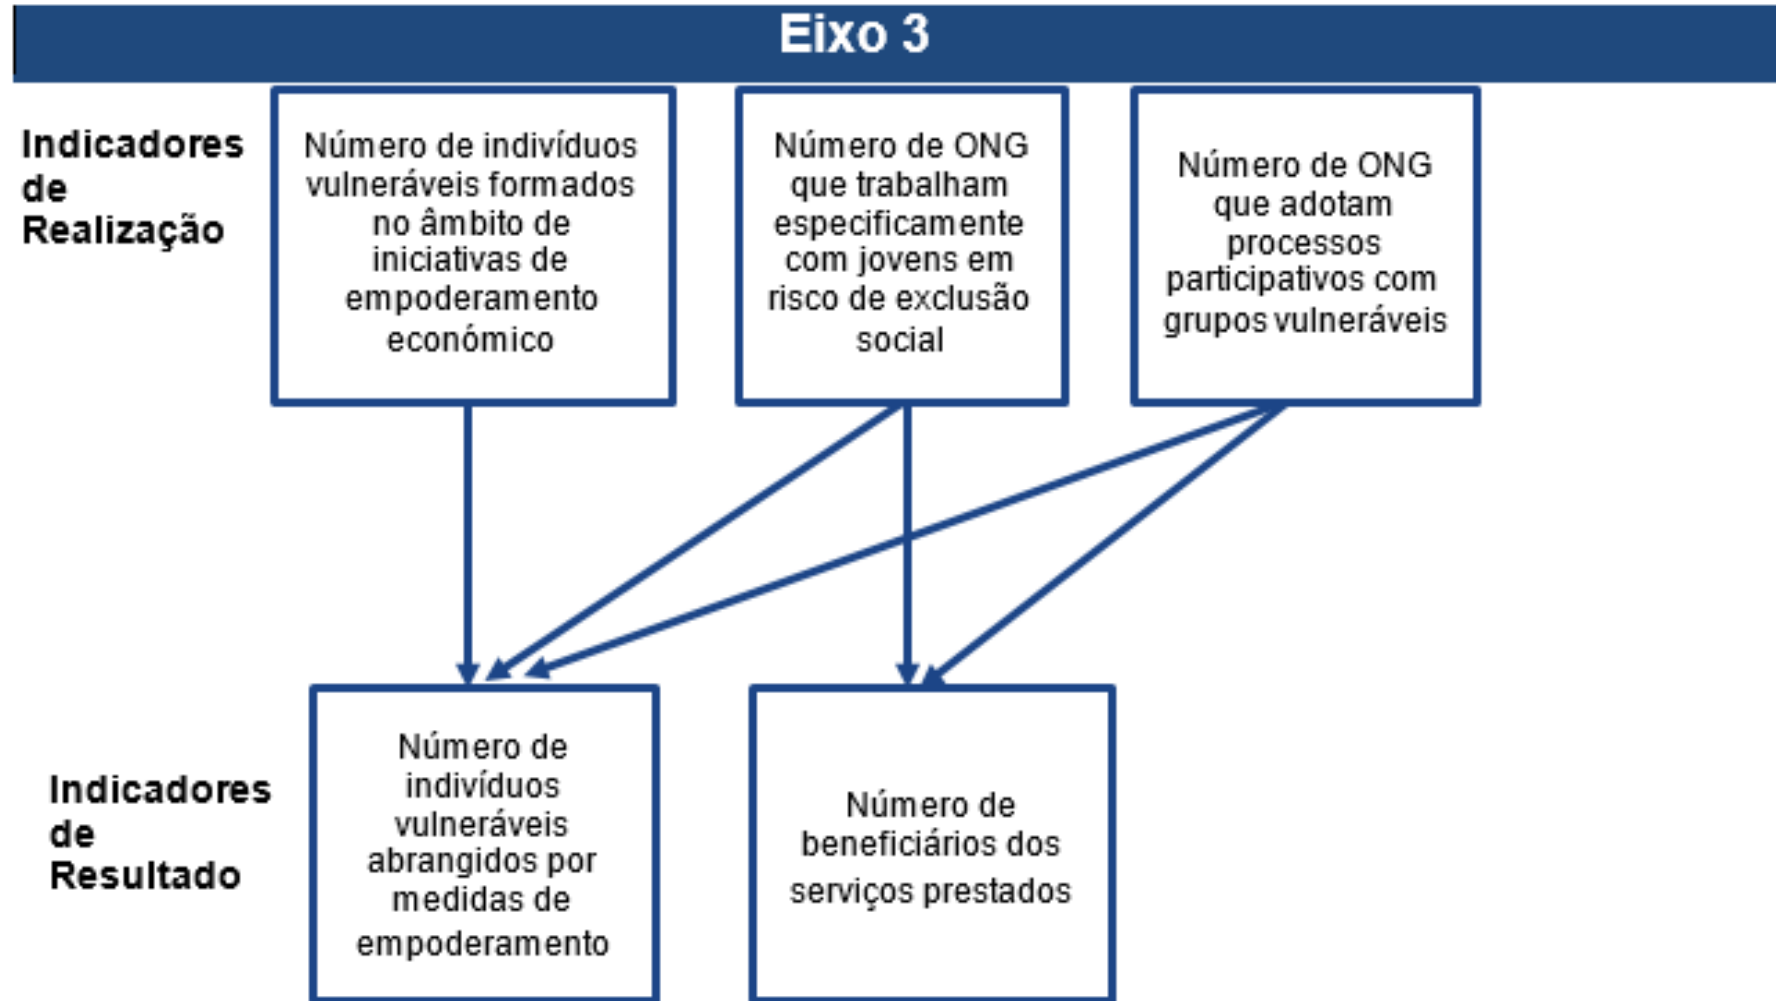 Eixo 3
Indicadores
de
Realização
Número de indivíduos
vulneráveis formados
no âmbito de
iniciativas de
empoderamento
económico
Número de ONG
que trabalham
especificamente
com jovens em
risco de exclusão
social
Número de ONG
que adotam
processos
participativos com
grupos vulneráveis
Indicadores
de
Resultado
Número de
indivíduos
vulneráveis
abrangidos por
medidas de
empoderamento
Número de
beneficiários dos
serviços prestados